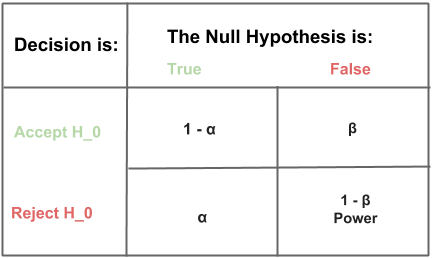 Decision is:
The Null Hypothesis is:
True
False
Accept H_0
1 - α
β
Reject H_0
α
1 - β
Power